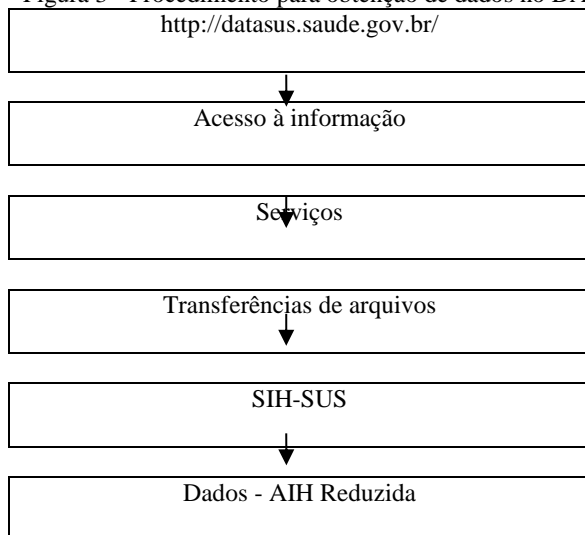 Figura 3 - Procedimento para obtenção de dados no
http://datasus.saude.gov.br/
Acesso à informação
Serviços
Transferências de arquivos
SIH-SUS
Dados - AIH Reduzida